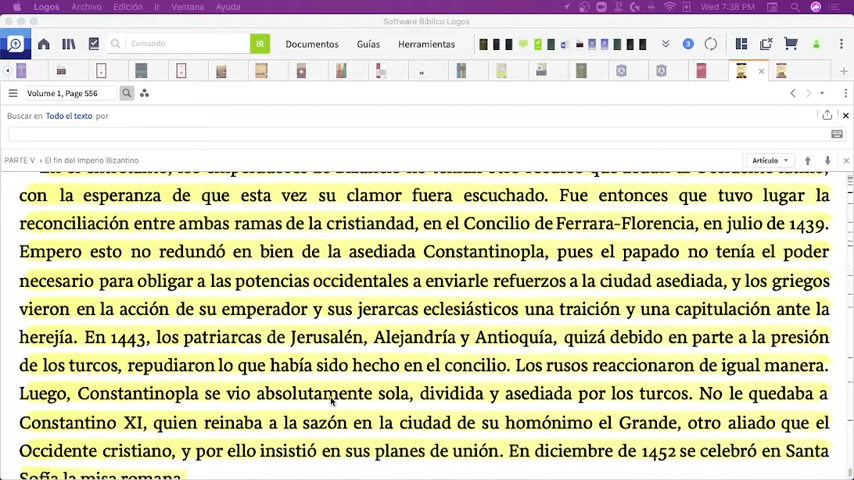 Logos Archivo Edición Ir Ventana Ayuda 7:38 PM
Software Bíblico Logos
Comando IR Documentos Guías Herramientas 3
Volume 1, Page 556
Buscar en Todo el texto por
PARTE V › El fin del Imperio Bizantino Artículo
con la esperanza de que esta vez su clamor fuera escuchado. Fue entonces que tuvo lugar la
reconciliación entre ambas ramas de la cristiandad, en el Concilio de Ferrara-Florencia, en julio de 1439.
Empero esto no redundó en bien de la asediada Constantinopla, pues el papado no tenía el poder
necesario para obligar a las potencias occidentales a enviarle refuerzos a la ciudad asediada, y los griegos
vieron en la acción de su emperador y sus jerarcas eclesiásticos una traición y una capitulación ante la
herejía. En 1443, los patriarcas de Jerusalén, Alejandría y Antioquía, quizá debido en parte a la presión
de los turcos, repudiaron lo que había sido hecho en el concilio. Los rusos reaccionaron de igual manera.
Luego, Constantinopla se vio absolutamente sola, dividida y asediada por los turcos. No le quedaba a
Constantino XI, quien reinaba a la sazón en la ciudad de su homónimo el Grande, otro aliado que el
Occidente cristiano, y por ello insistió en sus planes de unión. En diciembre de 1452 se celebró en Santa
Sofía la misa romana.